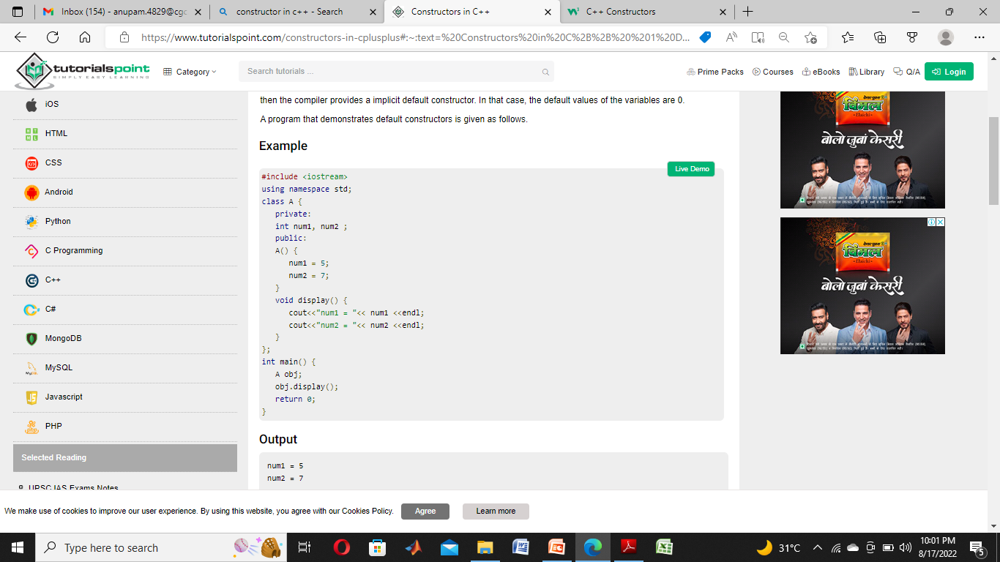 Inbox (154) - anupam.4829@cgc
constructor in c++ - Search
Constructors in C++
C++ Constructors
https://www.tutorialspoint.com/constructors-in-cplusplus#:~:text=%20Constructors%20in%20C%2B%2B%20%201%20D...
tutorialspoint
SIMPLY EASY LEARNING
Category
Search tutorials ...
Prime Packs
Courses
eBooks
Library
Q/A
Login
iOS
HTML
CSS
Android
Python
C Programming
C++
C#
MongoDB
MySQL
Javascript
PHP
Selected Reading
UPSC IAS Exams Notes
then the compiler provides a implicit default constructor. In that case, the default values of the variables are 0.
A program that demonstrates default constructors is given as follows.
Example
Live Demo
#include <iostream>
using namespace std;
class A {
private:
int num1, num2 ;
public:
A() {
num1 = 5;
num2 = 7;
}
void display() {
cout<<"num1 = "<< num1 <<endl;
cout<<"num2 = "<< num2 <<endl;
}
};
int main() {
A obj;
obj.display();
return 0;
}
Output
num1 = 5
num2 = 7
विमल
Elaichi
बोलो ज़ुबां केसरी
विमल
Elaichi
बोलो ज़ुबां केसरी
We make use of cookies to improve our user experience. By using this website, you agree with our Cookies Policy.
Agree
Learn more
Type here to search
31°C
10:01 PM
8/17/2022
5